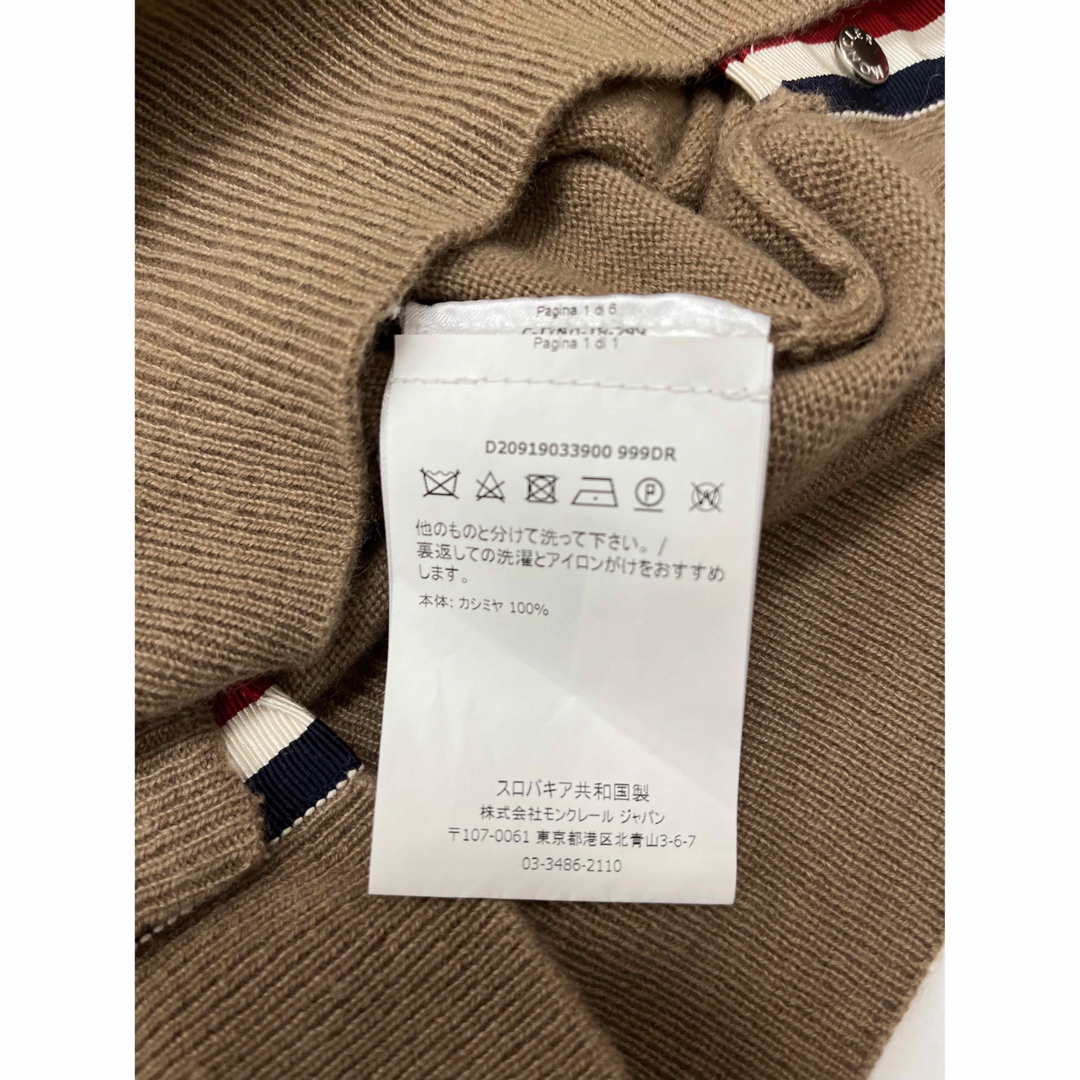 MONCLER
Pagina 1 di 6
Pagina 1 di 1
D20919033900 999DR
他のものと分けて洗って下さい。/
裏返しての洗濯とアイロンがけをおすすめ
します。
本体: カシミヤ 100%
スロバキア共和国製
株式会社モンクレール ジャパン
〒107-0061 東京都港区北青山3-6-7
03-3486-2110